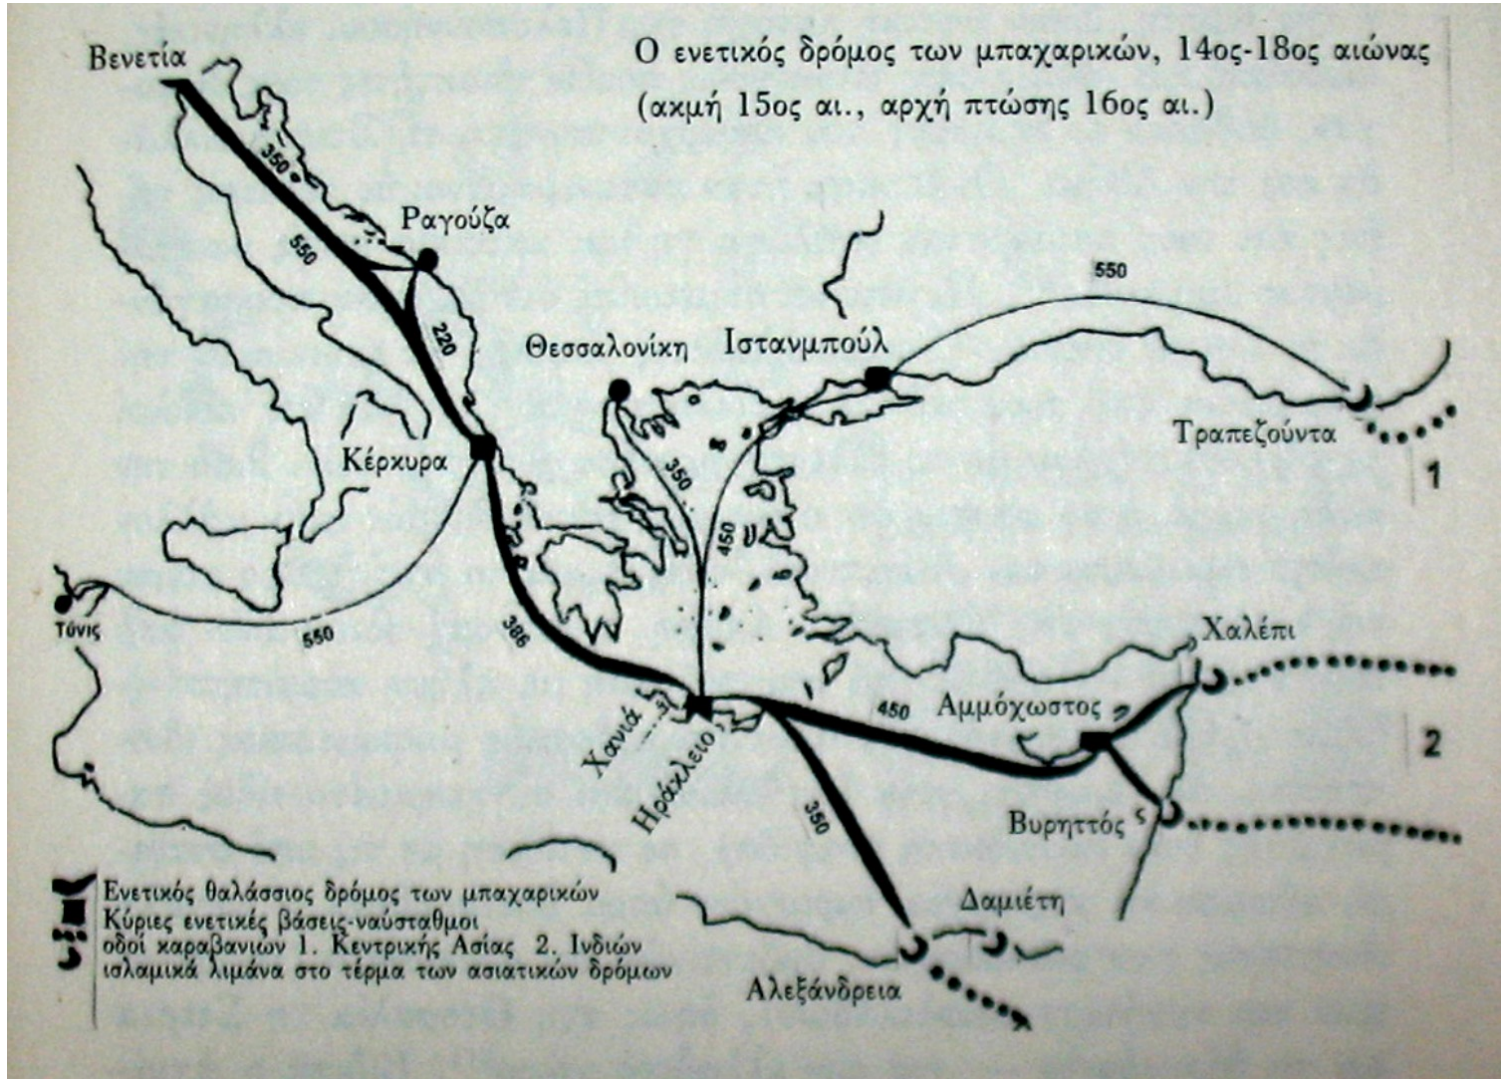 Ο ενετικός δρόμος των μπαχαρικών, 14ος-18ος αιώνας
(ακμή 15ος αι., αρχή πτώσης 16ος αι.)
Βενετία
350
Ραγούζα
550
220
550
Θεσσαλονίκη
Ιστανμπούλ
Τραπεζούντα
1
Κέρκυρα
350
450
Τύνις
550
386
Χαλέπι
Χανιά
Ηράκλειο
450
Αμμόχωστος
2
350
Βυρηττός
Δαμιέτη
Αλεξάνδρεια
Ενετικός θαλάσσιος δρόμος των μπαχαρικών
Κύριες ενετικές βάσεις-ναύσταθμοι
οδοί καραβανιών 1. Κεντρικής Ασίας 2. Ινδιών
ισλαμικά λιμάνα στο τέρμα των ασιατικών δρόμων